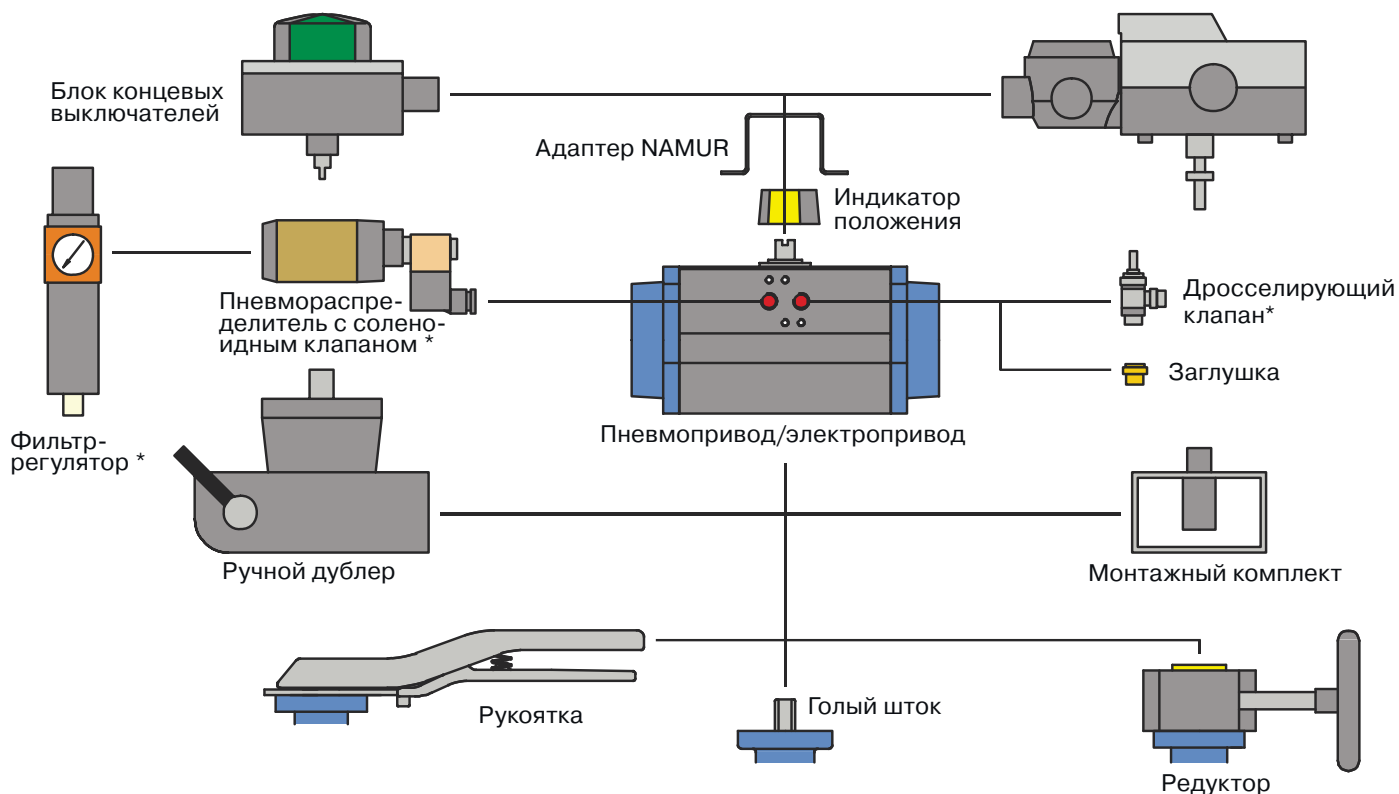 Блок концевых
выключателей
Адаптер NAMUR
Индикатор
положения
Пневмораспре-
делитель с солено-
идным клапаном *
Дросселирующий
клапан*
Заглушка
Пневмопривод/электропривод
Фильтр-
регулятор *
Ручной дублер
Монтажный комплект
Рукоятка
Голый шток
Редуктор